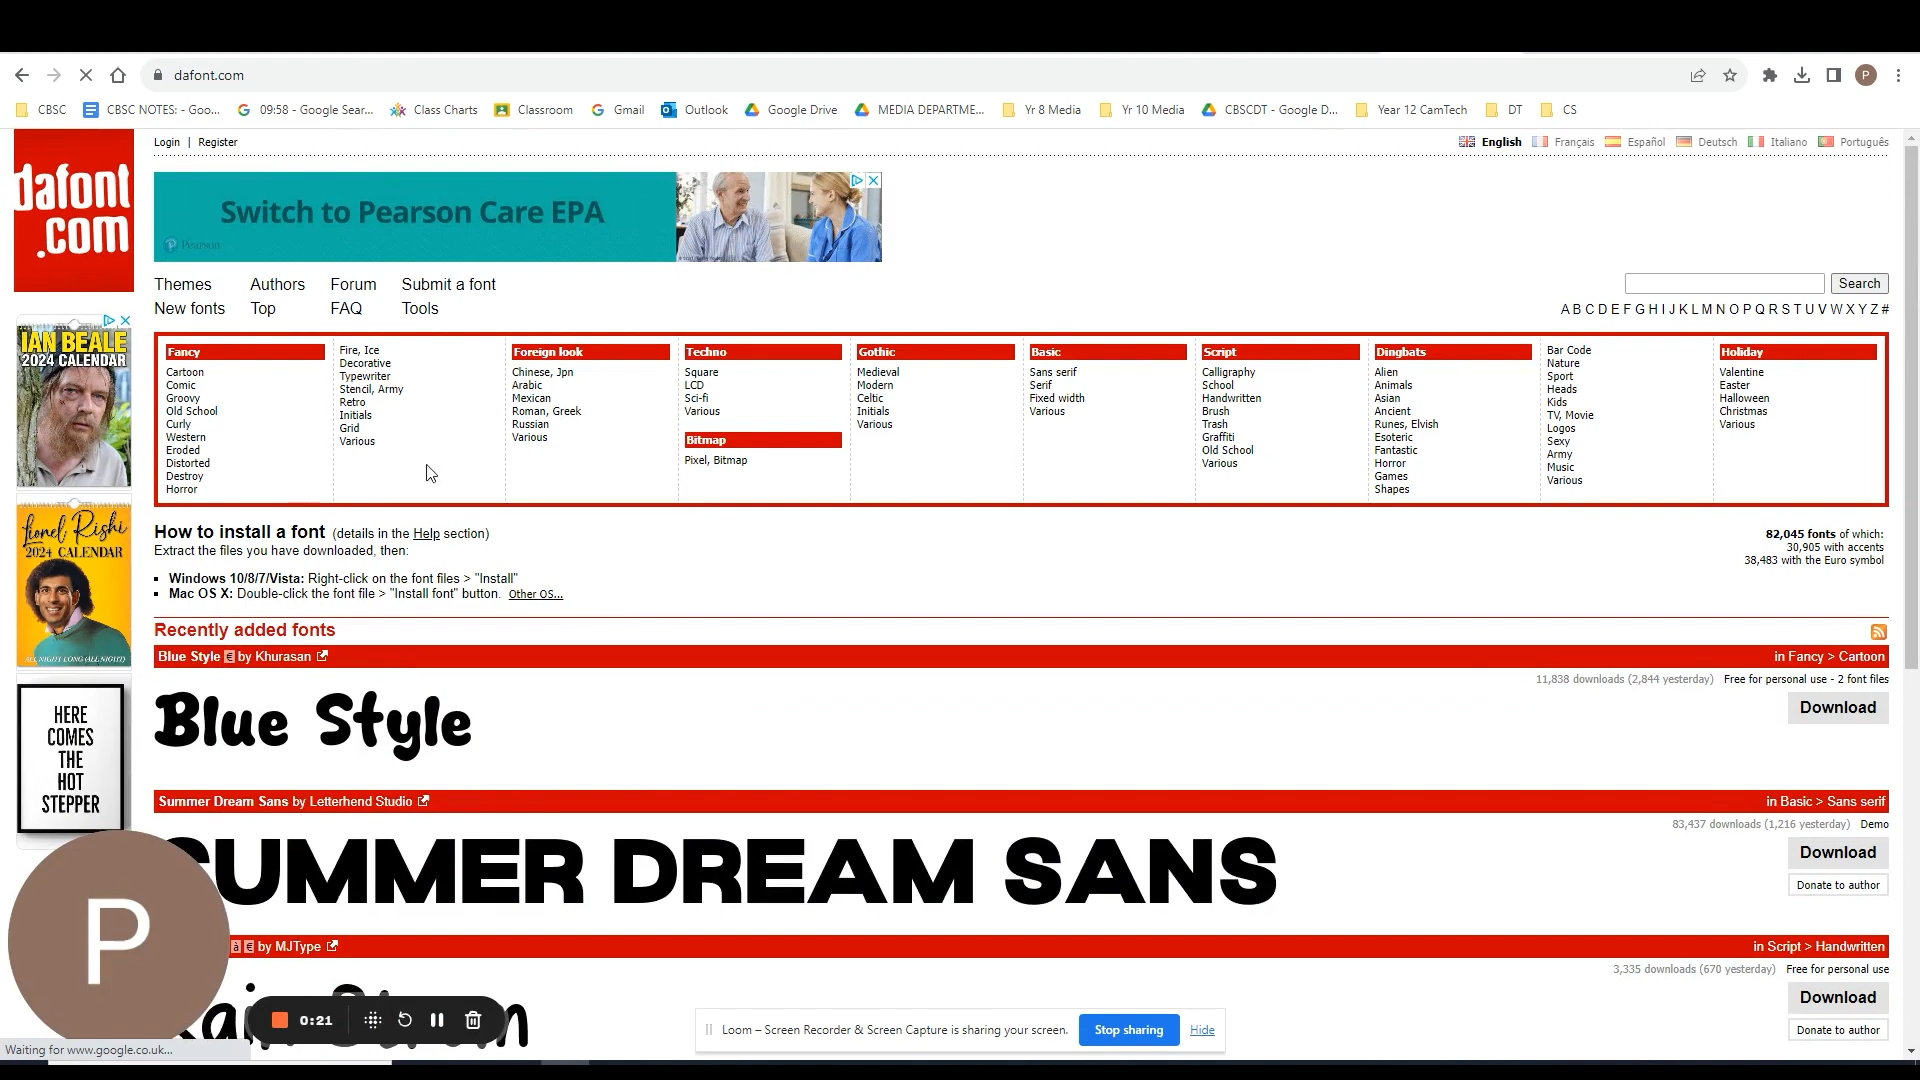 dafont.com
CBSC
CBSC NOTES: - Goo...
09:58 - Google Sear...
Class Charts
Classroom
Gmail
Outlook
Google Drive
MEDIA DEPARTME...
Yr 8 Media
Yr 10 Media
CBSCDT - Google D...
Year 12 CamTech
DT
CS
dafont
.com
Login | Register
English
Français
Español
Deutsch
Italiano
Português
Switch to Pearson Care EPA
Pearson
Themes
Authors
Forum
Submit a font
New fonts
Top
FAQ
Tools
Search
A B C D E F G H I J K L M N O P Q R S T U V W X Y Z #
IAN BEALE
2024 CALENDAR
Lionel Rishi
2024 CALENDAR
ALL NIGHT LONG (ALL NIGHT)
HERE
COMES
THE
HOT
STEPPER
Fancy
Cartoon
Comic
Groovy
Old School
Curly
Western
Eroded
Distorted
Destroy
Horror
Fire, Ice
Decorative
Typewriter
Stencil, Army
Retro
Initials
Grid
Various
Foreign look
Chinese, Jpn
Arabic
Mexican
Roman, Greek
Russian
Various
Techno
Square
LCD
Sci-fi
Various
Bitmap
Pixel, Bitmap
Gothic
Medieval
Modern
Celtic
Initials
Various
Basic
Sans serif
Serif
Fixed width
Various
Script
Calligraphy
School
Handwritten
Brush
Trash
Graffiti
Old School
Various
Dingbats
Alien
Animals
Asian
Ancient
Runes, Elvish
Esoteric
Fantastic
Horror
Games
Shapes
Bar Code
Nature
Sport
Heads
Kids
TV, Movie
Logos
Sexy
Army
Music
Various
Holiday
Valentine
Easter
Halloween
Christmas
Various
How to install a font (details in the Help section)
Extract the files you have downloaded, then:
Windows 10/8/7/Vista: Right-click on the font files > "Install"
Mac OS X: Double-click the font file > "Install font" button. Other OS...
82,045 fonts of which:
30,905 with accents
38,483 with the Euro symbol
Recently added fonts
Blue Style € by Khurasan
in Fancy > Cartoon
11,838 downloads (2,844 yesterday) Free for personal use - 2 font files
Blue Style
Download
Summer Dream Sans by Letterhend Studio
in Basic > Sans serif
83,437 downloads (1,216 yesterday) Demo
SUMMER DREAM SANS
Download
Donate to author
à € by MJType
in Script > Handwritten
3,335 downloads (670 yesterday) Free for personal use
Download
Donate to author
P
P
0:21
Loom – Screen Recorder & Screen Capture is sharing your screen.
Stop sharing
Hide
Waiting for www.google.co.uk...